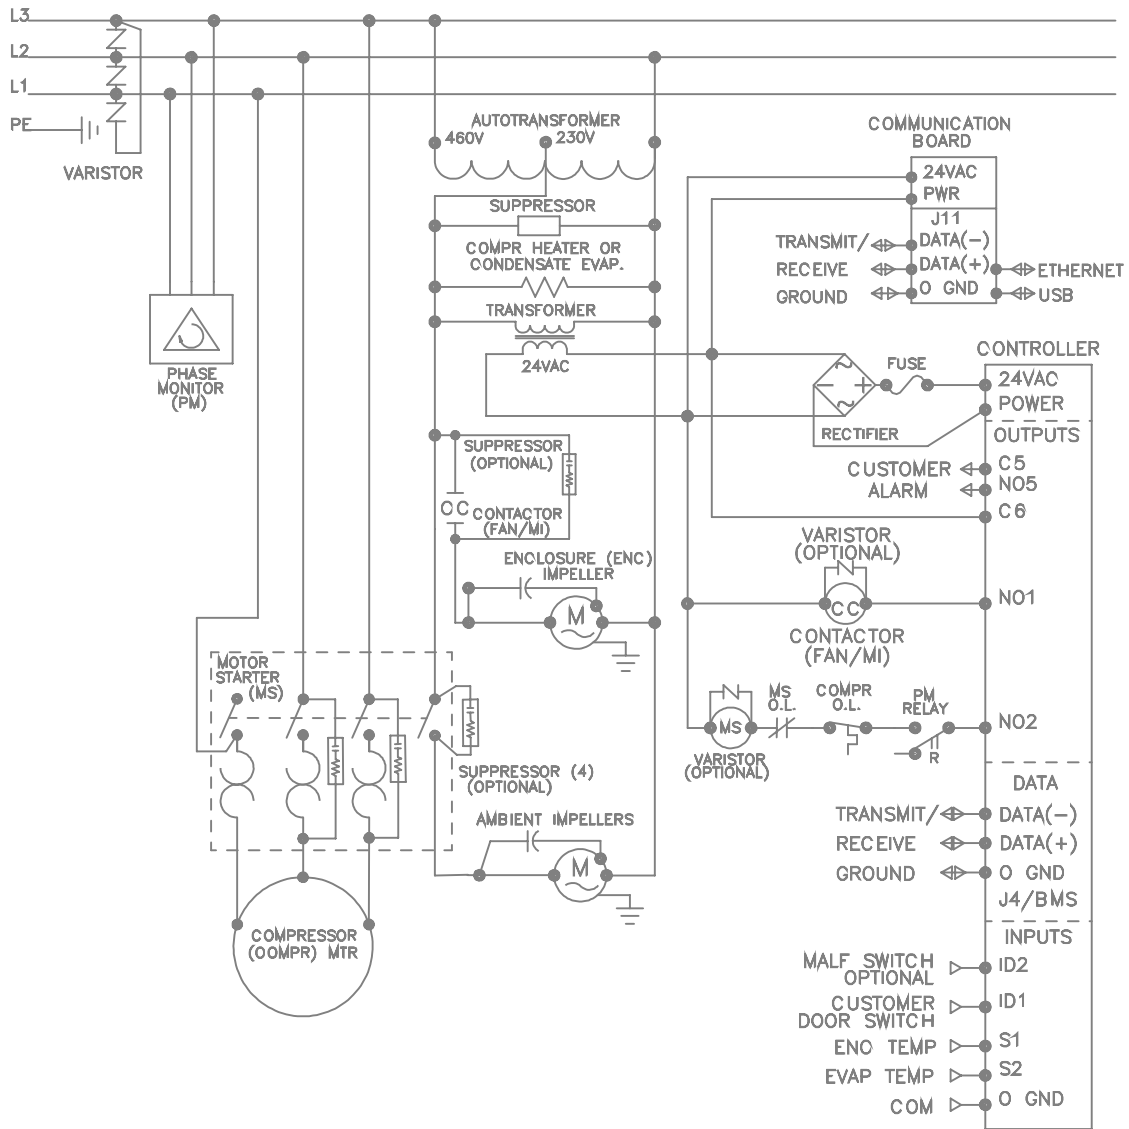 L3
L2
L1
PE
VARISTOR
AUTOTRANSFORMER
460V
230V
SUPPRESSOR
COMPR HEATER OR
CONDENSATE EVAP.
TRANSFORMER
24VAC
PHASE
MONITOR
(PM)
COMMUNICATION
BOARD
24VAC
PWR
J11
TRANSMIT/
DATA(-)
RECEIVE
DATA(+)
ETHERNET
GROUND
O GND
USB
CONTROLLER
FUSE
24VAC
POWER
RECTIFIER
OUTPUTS
CUSTOMER
ALARM
C5
NO5
C6
SUPPRESSOR
(OPTIONAL)
CC
CONTACTOR
(FAN/MI)
ENCLOSURE (ENC)
IMPELLER
M
VARISTOR
(OPTIONAL)
CC
NO1
CONTACTOR
(FAN/MI)
MOTOR
STARTER
(MS)
MS
O.L.
COMPR
O.L.
PM
RELAY
NO2
MS
R
VARISTOR
(OPTIONAL)
SUPPRESSOR (4)
(OPTIONAL)
AMBIENT IMPELLERS
M
COMPRESSOR
(COMPR) MTR
DATA
TRANSMIT/
DATA(-)
RECEIVE
DATA(+)
GROUND
O GND
J4/BMS
INPUTS
MALF SWITCH
OPTIONAL
ID2
CUSTOMER
DOOR SWITCH
ID1
ENC TEMP
S1
EVAP TEMP
S2
COM
O GND